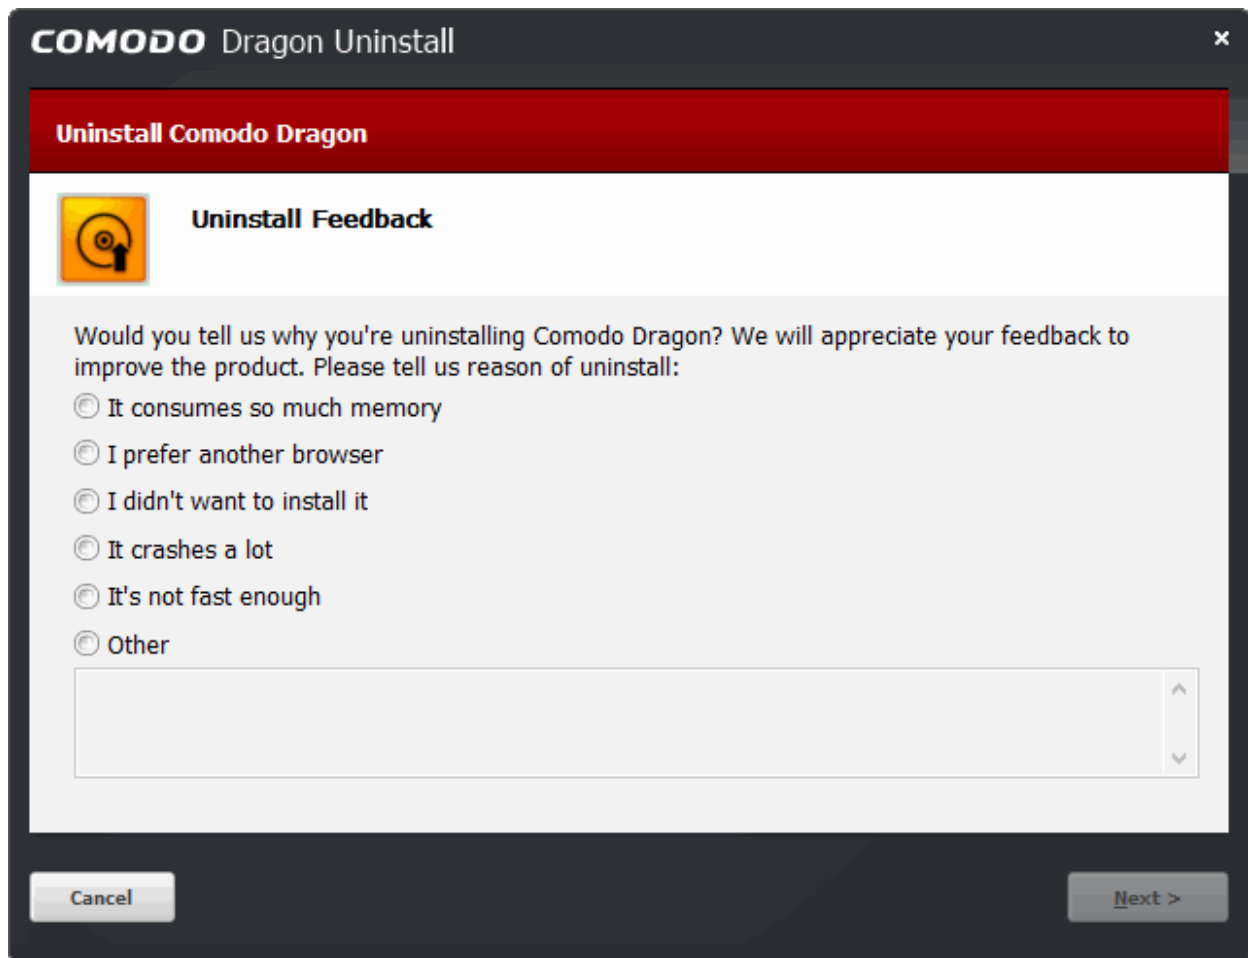 COMODO Dragon Uninstall
Uninstall Comodo Dragon
Uninstall Feedback
Would you tell us why you're uninstalling Comodo Dragon? We will appreciate your feedback to
improve the product. Please tell us reason of uninstall:
It consumes so much memory
I prefer another browser
I didn't want to install it
It crashes a lot
It's not fast enough
Other
Cancel
Next >